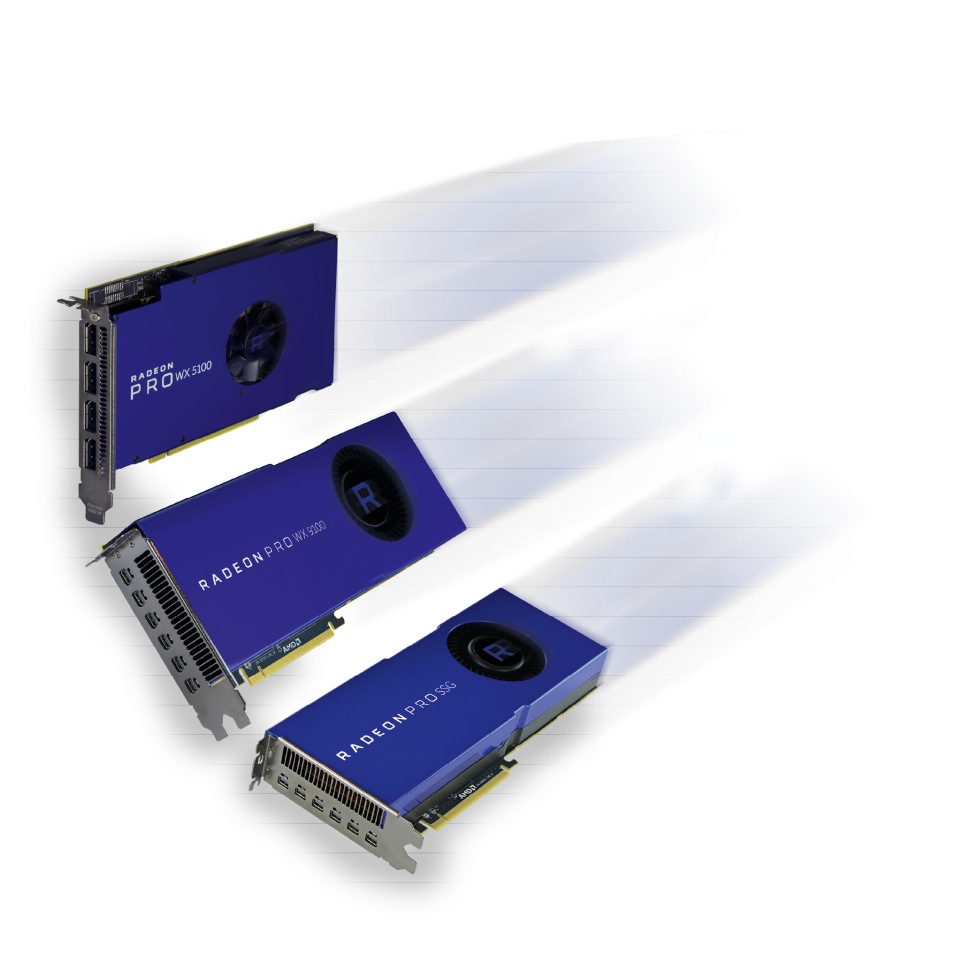 RADEON
PRO WX 5100
R
RADEON PRO WX 9100
R
AMD
RADEON PRO SSG
R
AMD